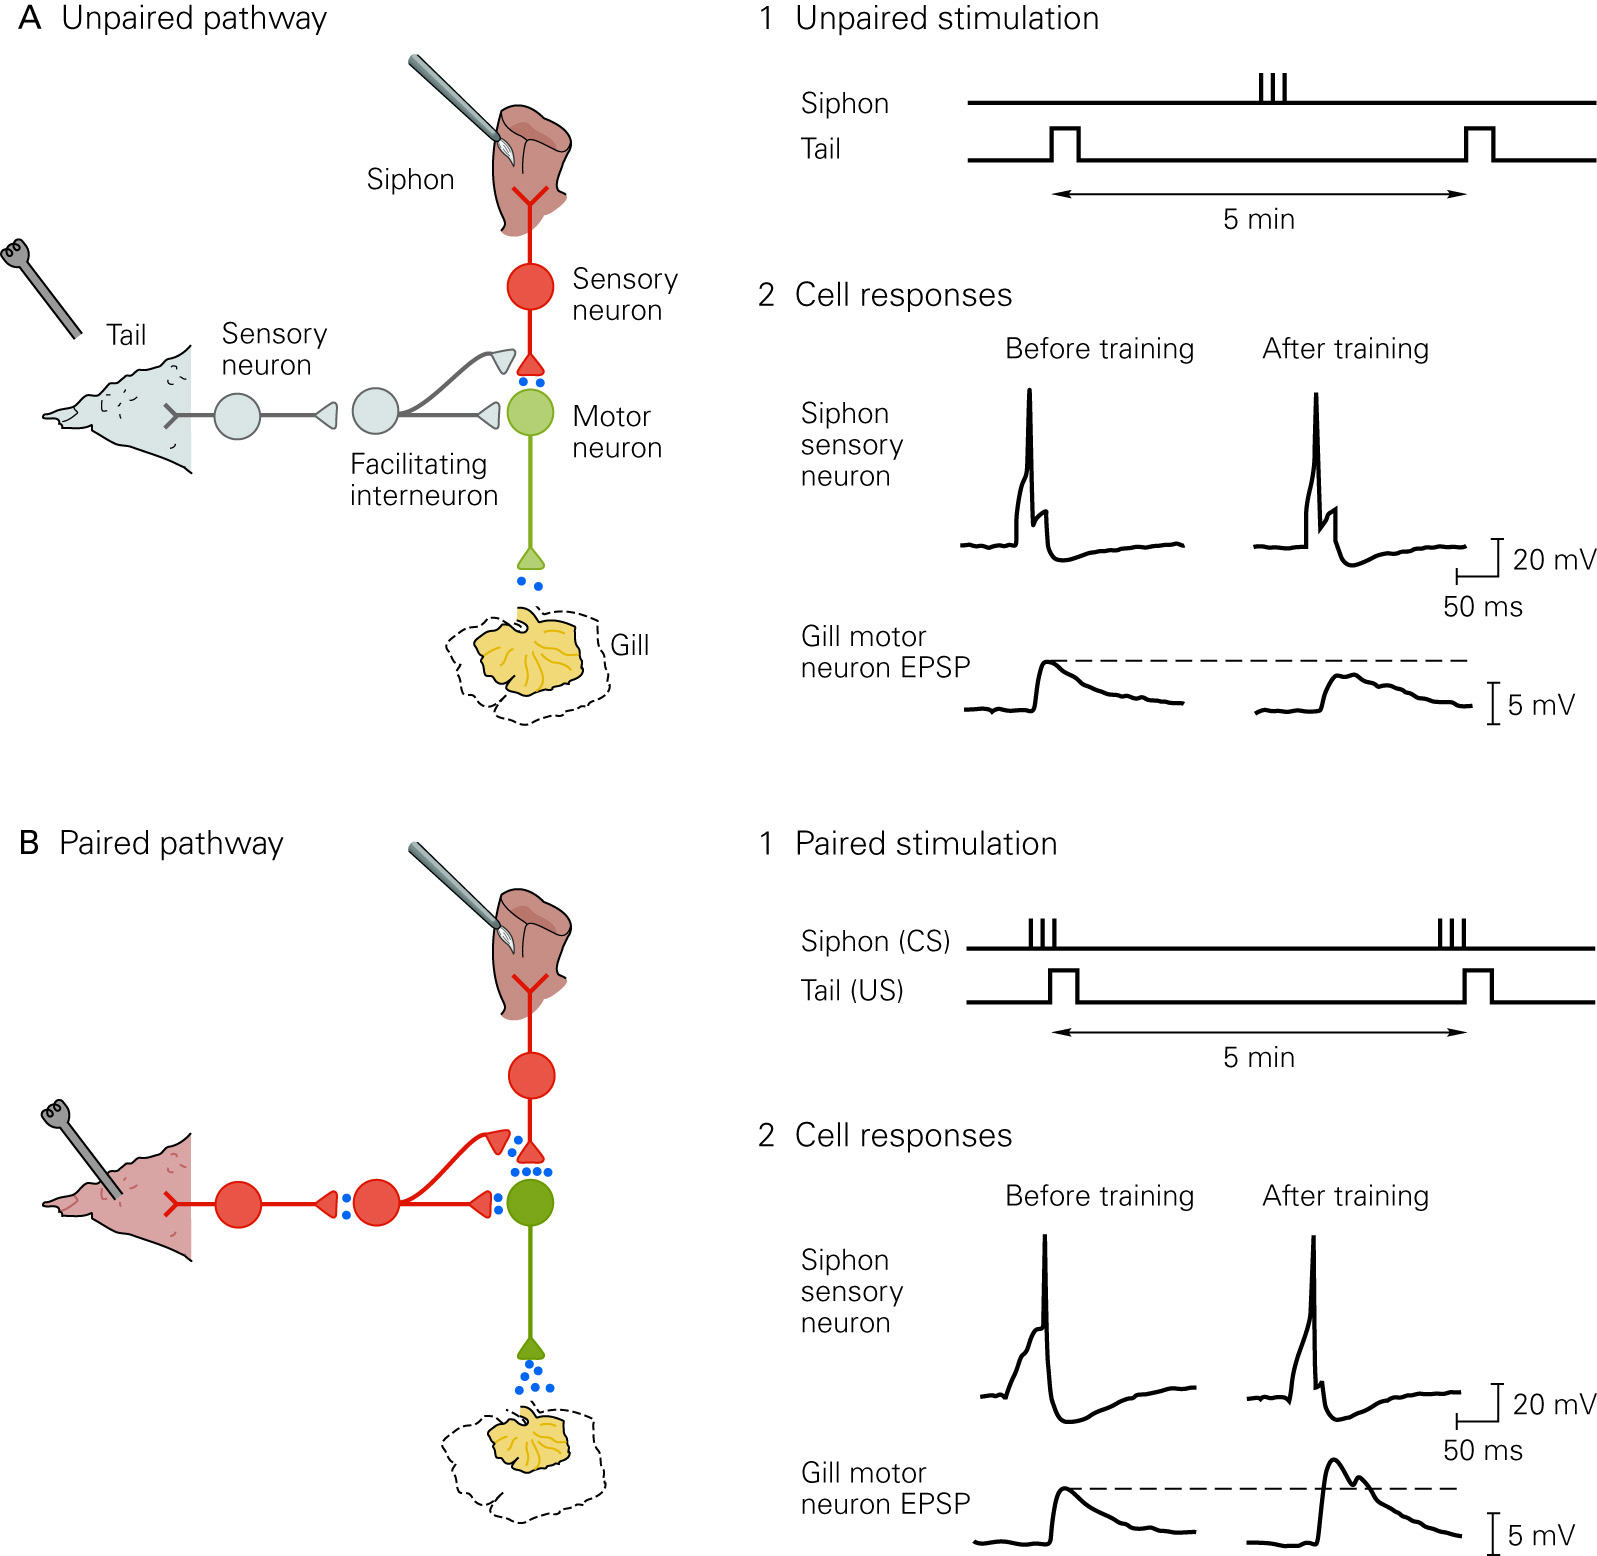 A Unpaired pathway
Siphon
Sensory
neuron
Tail
Sensory
neuron
Motor
neuron
Facilitating
interneuron
Gill
1 Unpaired stimulation
Siphon
Tail
5 min
2 Cell responses
Before training After training
Siphon
sensory
neuron
20 mV
50 ms
Gill motor
neuron EPSP
5 mV
B Paired pathway
1 Paired stimulation
Siphon (CS)
Tail (US)
5 min
2 Cell responses
Before training After training
Siphon
sensory
neuron
20 mV
50 ms
Gill motor
neuron EPSP
5 mV